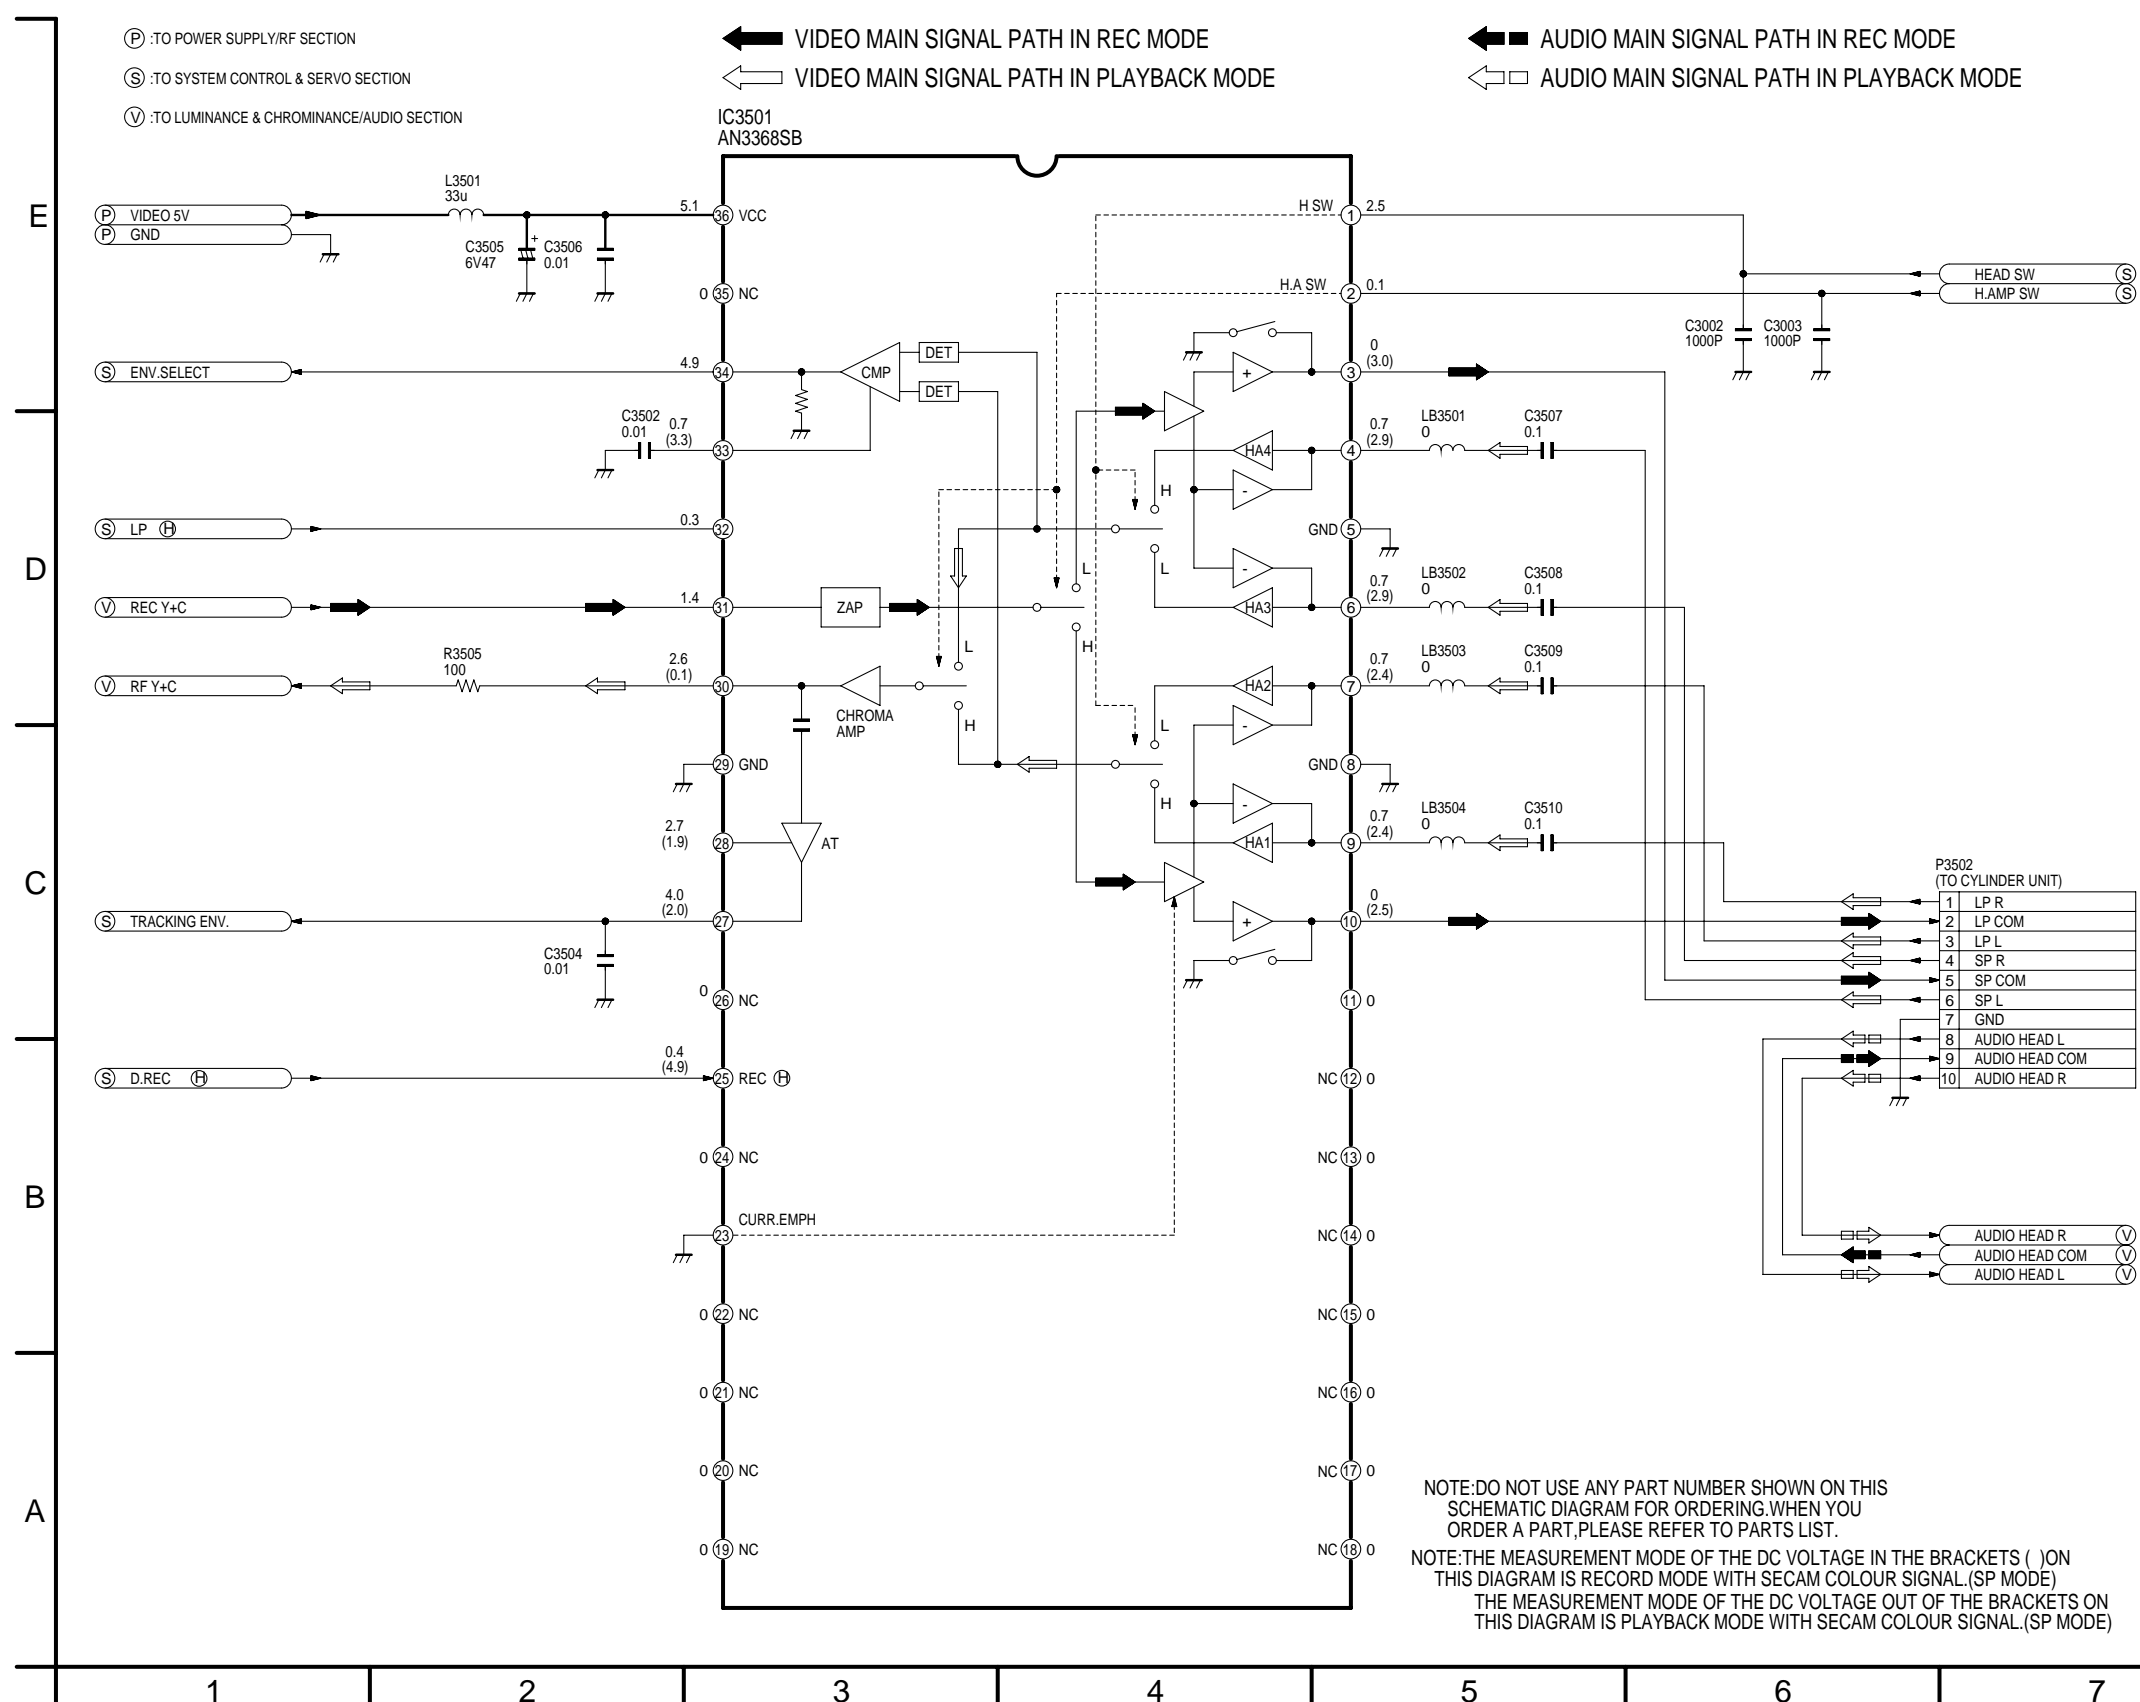 Ⓟ :TO POWER SUPPLY/RF SECTION
Ⓢ :TO SYSTEM CONTROL & SERVO SECTION
Ⓥ :TO LUMINANCE & CHROMINANCE/AUDIO SECTION
VIDEO MAIN SIGNAL PATH IN REC MODE
VIDEO MAIN SIGNAL PATH IN PLAYBACK MODE
AUDIO MAIN SIGNAL PATH IN REC MODE
AUDIO MAIN SIGNAL PATH IN PLAYBACK MODE
IC3501
AN3368SB
E
D
C
B
A
Ⓟ VIDEO 5V
Ⓟ GND
L3501
33u
C3505
6V47
+
C3506
0.01
5.1 36 VCC
0 35 NC
Ⓢ ENV.SELECT
4.9 34
C3502
0.01
0.7
(3.3)
33
Ⓢ LP Ⓗ
0.3 32
Ⓥ REC Y+C
1.4 31
Ⓥ RF Y+C
R3505
100
2.6
(0.1)
30
29 GND
2.7
(1.9)
28
Ⓢ TRACKING ENV.
4.0
(2.0)
27
C3504
0.01
0 26 NC
Ⓢ D.REC Ⓗ
0.4
(4.9)
25 REC Ⓗ
0 24 NC
23 CURR.EMPH
0 22 NC
0 21 NC
0 20 NC
0 19 NC
CMP
DET
DET
ZAP
CHROMA
AMP
AT
L
H
L
H
H
L
L
H
+
HA4
-
-
HA3
HA2
-
-
HA1
+
H SW 1 2.5
H.A SW 2 0.1
3
0
(3.0)
4
0.7
(2.9)
LB3501
0
C3507
0.1
GND 5
6
0.7
(2.9)
LB3502
0
C3508
0.1
7
0.7
(2.4)
LB3503
0
C3509
0.1
GND 8
9
0.7
(2.4)
LB3504
0
C3510
0.1
10
0
(2.5)
11 0
NC 12 0
NC 13 0
NC 14 0
NC 15 0
NC 16 0
NC 17 0
NC 18 0
HEAD SW Ⓢ
H.AMP SW Ⓢ
C3002
1000P
C3003
1000P
P3502
(TO CYLINDER UNIT)
1 LP R
2 LP COM
3 LP L
4 SP R
5 SP COM
6 SP L
7 GND
8 AUDIO HEAD L
9 AUDIO HEAD COM
10 AUDIO HEAD R
AUDIO HEAD R Ⓥ
AUDIO HEAD COM Ⓥ
AUDIO HEAD L Ⓥ
NOTE:DO NOT USE ANY PART NUMBER SHOWN ON THIS
SCHEMATIC DIAGRAM FOR ORDERING.WHEN YOU
ORDER A PART,PLEASE REFER TO PARTS LIST.
NOTE:THE MEASUREMENT MODE OF THE DC VOLTAGE IN THE BRACKETS ( )ON
THIS DIAGRAM IS RECORD MODE WITH SECAM COLOUR SIGNAL.(SP MODE)
THE MEASUREMENT MODE OF THE DC VOLTAGE OUT OF THE BRACKETS ON
THIS DIAGRAM IS PLAYBACK MODE WITH SECAM COLOUR SIGNAL.(SP MODE)
1 2 3 4 5 6 7